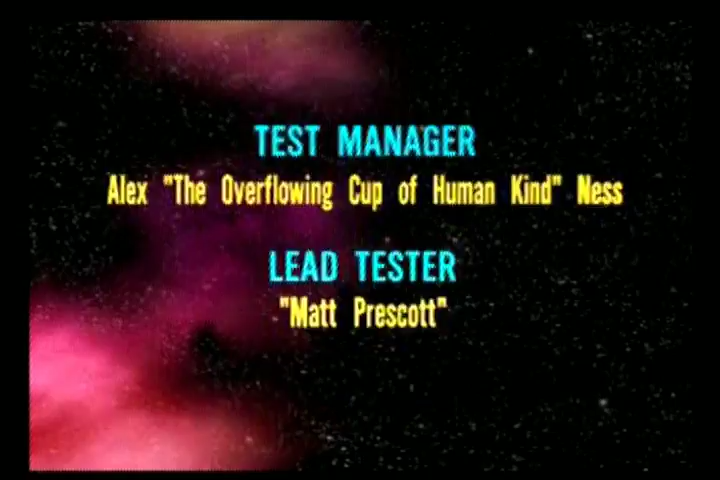 TEST MANAGER
Alex "The Overflowing Cup of Human Kind" Ness
LEAD TESTER
"Matt Prescott"